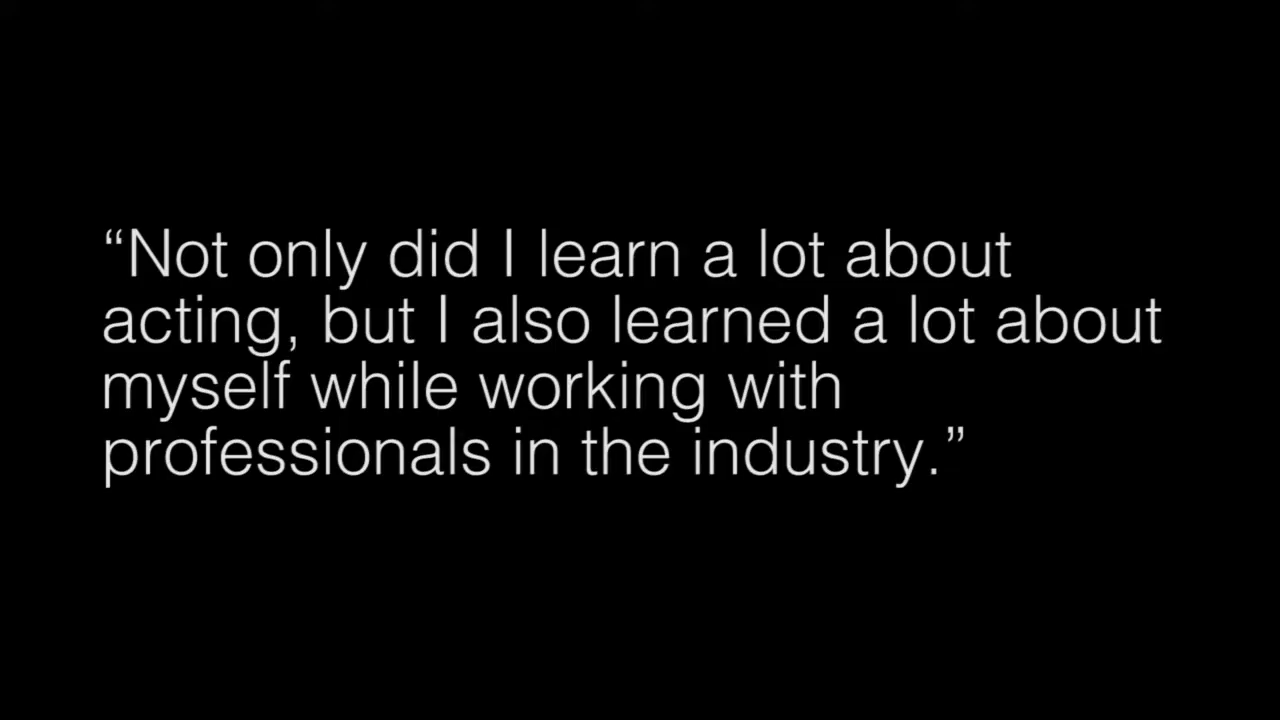 “Not only did I learn a lot about
acting, but I also learned a lot about
myself while working with
professionals in the industry.”